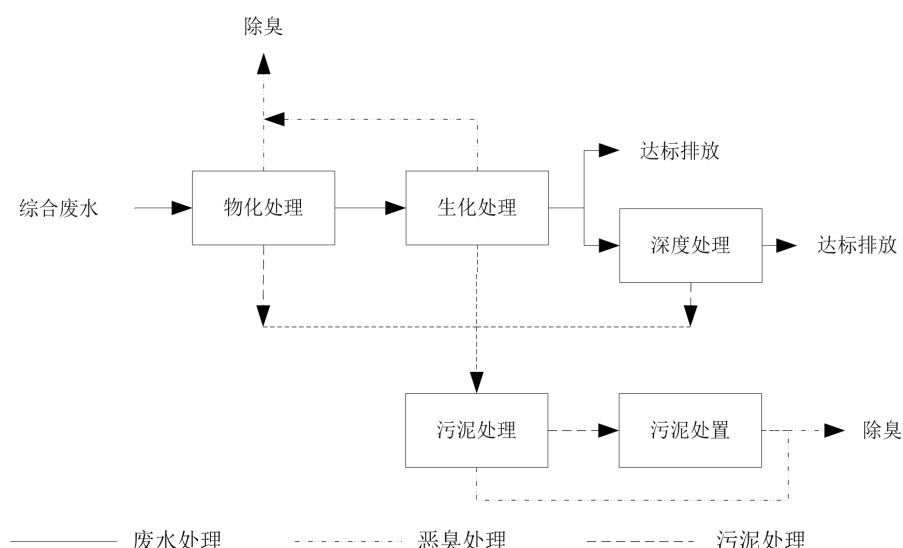 除臭
达标排放
综合废水
物化处理
生化处理
深度处理
达标排放
污泥处理
污泥处置
除臭
废水处理
恶臭处理
污泥处理